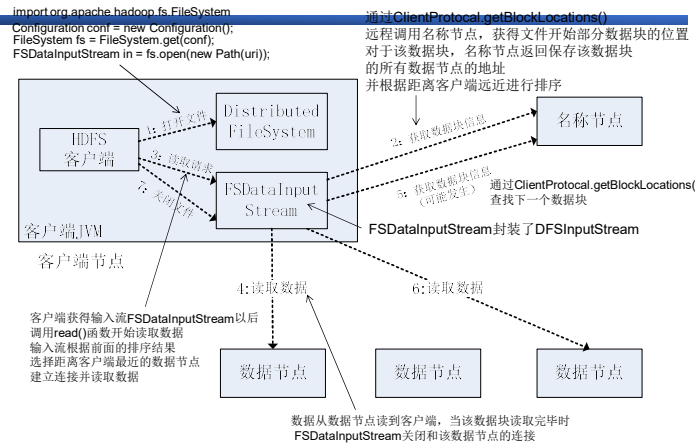 import org.apache.hadoop.fs.FileSystem
Configuration conf = new Configuration();
FileSystem fs = FileSystem.get(conf);
FSDataInputStream in = fs.open(new Path(uri));
通过ClientProtocal.getBlockLocations()
远程调用名称节点，获得文件开始部分数据块的位置
对于该数据块，名称节点返回保存该数据块
的所有数据节点的地址
并根据距离客户端远近进行排序
1: 打开文件
Distributed
FileSystem
HDFS
客户端
3: 读取请求
7: 关闭文件
FSDataInput
Stream
客户端JVM
客户端节点
2: 获取数据块信息
名称节点
5: 获取数据块信息
(可能发生)
通过ClientProtocal.getBlockLocations(
查找下一个数据块
FSDataInputStream封装了DFSInputStream
4:读取数据
6:读取数据
客户端获得输入流FSDataInputStream以后
调用read()函数开始读取数据
输入流根据前面的排序结果
选择距离客户端最近的数据节点
建立连接并读取数据
数据节点
数据节点
数据节点
数据从数据节点读到客户端，当该数据块读取完毕时
FSDataInputStream关闭和该数据节点的连接